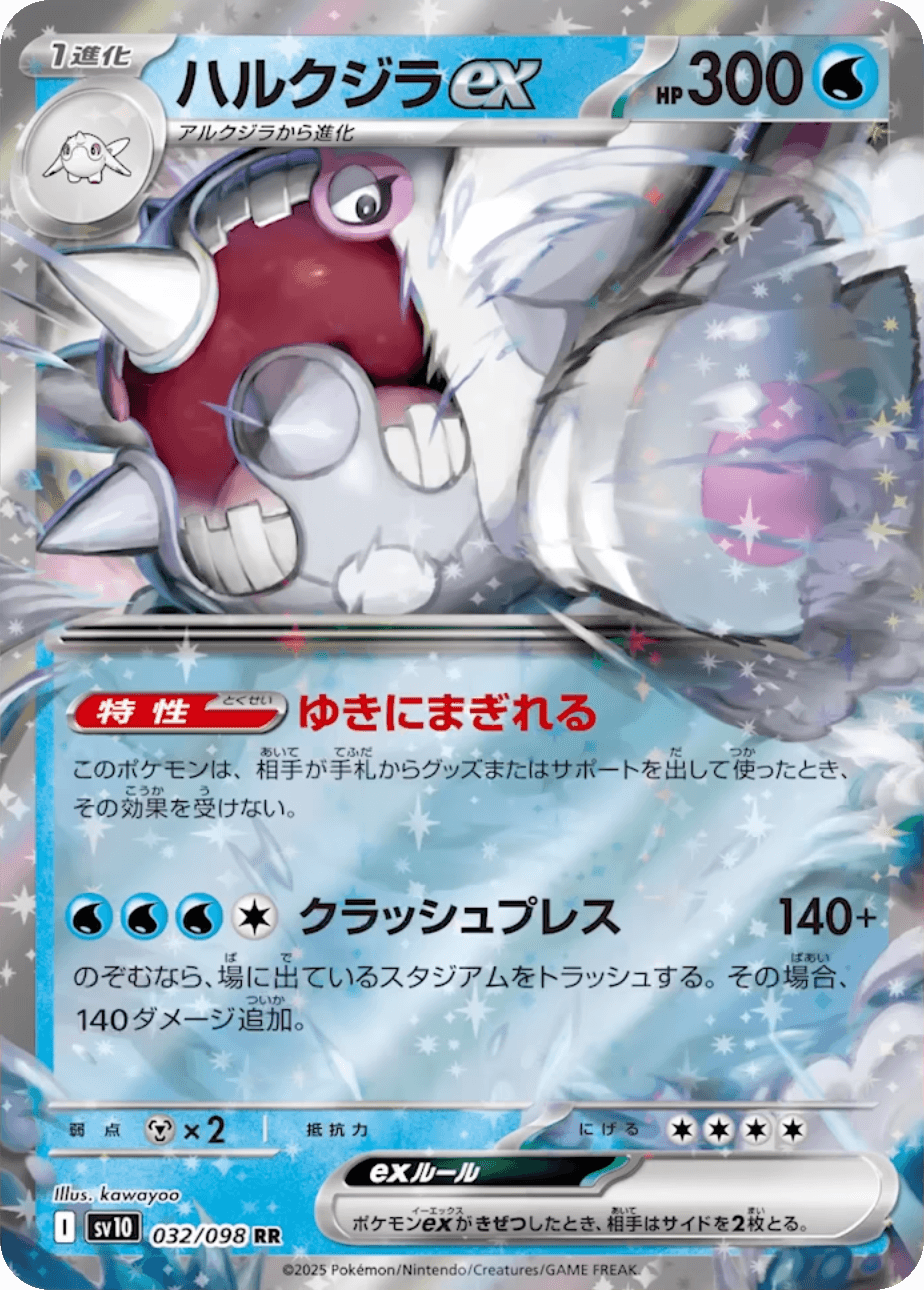 1進化
ハルクジラex
HP300
アルクジラから進化
特性
とくせい
ゆきにまぎれる
あいて てふだ だ つか
このポケモンは、相手が手札からグッズまたはサポートを出して使ったとき、
こうか う
その効果を受けない。
クラッシュプレス 140+
ば で ばあい
のぞむなら、場に出ているスタジアムをトラッシュする。その場合、
ついか
140ダメージ追加。
弱点 ×2 抵抗力 にげる
exルール
イーエックス あいて まい
ポケモンexがきぜつしたとき、相手はサイドを2枚とる。
Illus. kawayoo
I sv10 032/098 RR
©2025 Pokémon/Nintendo/Creatures/GAME FREAK